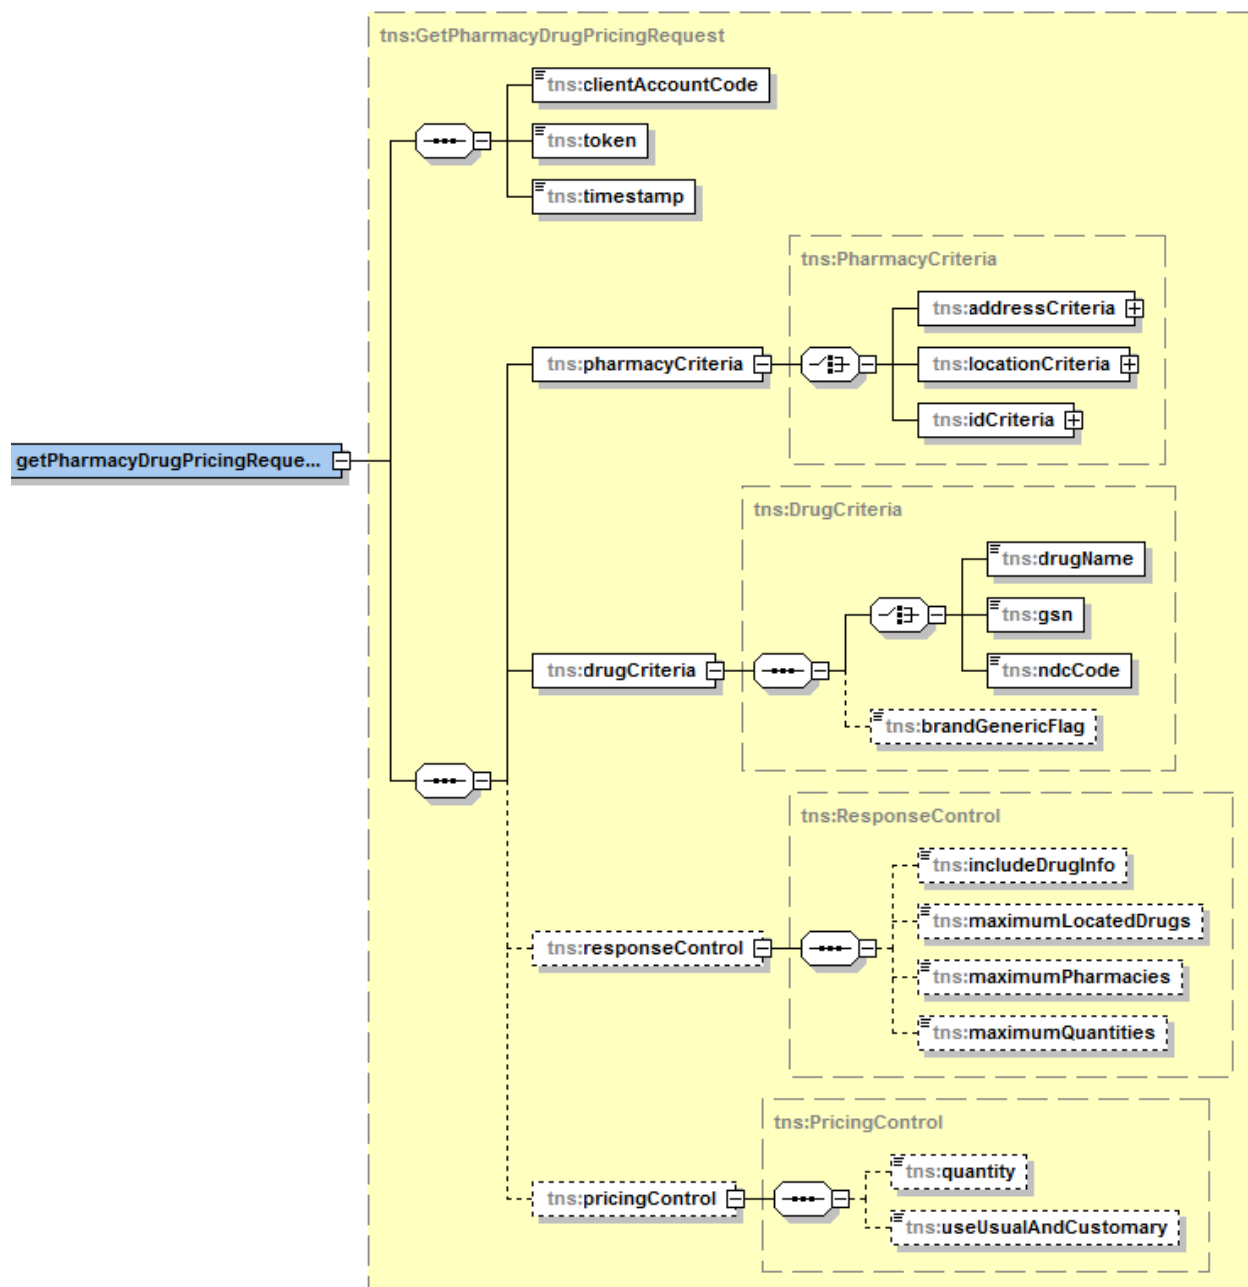 tns:GetPharmacyDrugPricingRequest
tns:clientAccountCode
tns:token
tns:timestamp
tns:PharmacyCriteria
tns:addressCriteria
tns:pharmacyCriteria
tns:locationCriteria
tns:idCriteria
getPharmacyDrugPricingReque...
tns:DrugCriteria
tns:drugName
tns:gsn
tns:drugCriteria
tns:ndcCode
tns:brandGenericFlag
tns:ResponseControl
tns:includeDrugInfo
tns:maximumLocatedDrugs
tns:responseControl
tns:maximumPharmacies
tns:maximumQuantities
tns:PricingControl
tns:quantity
tns:pricingControl
tns:useUsualAndCustomary